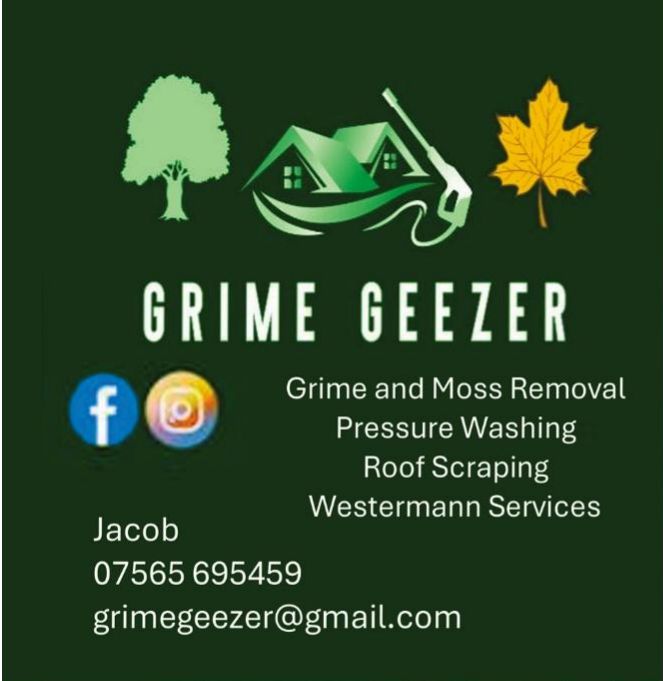 GRIME GEEZER
Grime and Moss Removal
Pressure Washing
Roof Scraping
Westermann Services
Jacob
07565 695459
grimegeezer@gmail.com